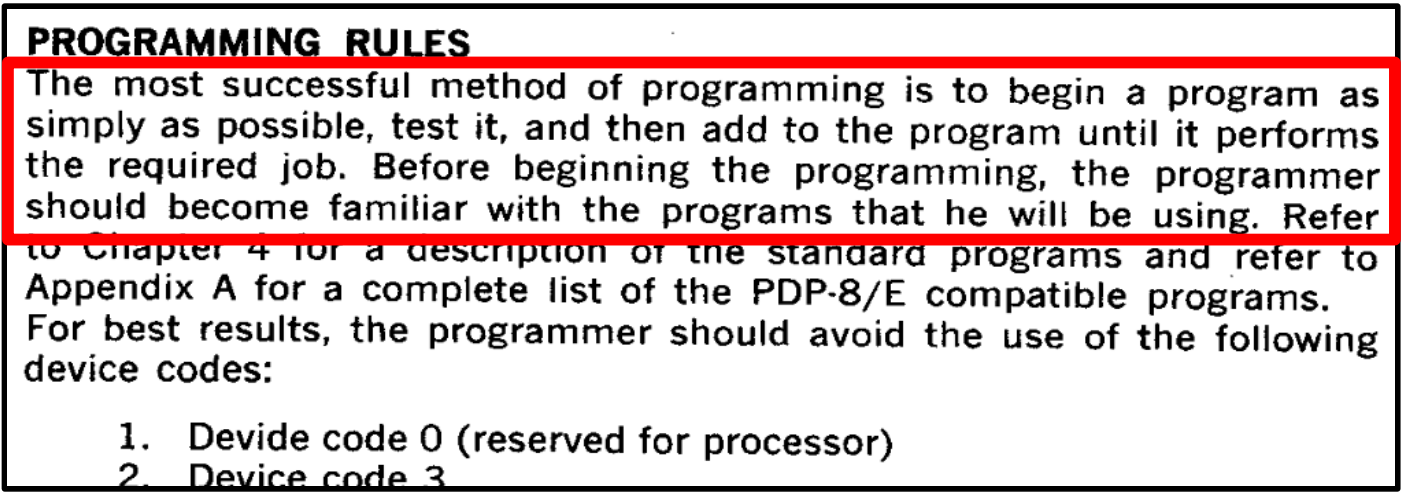 PROGRAMMING RULES
The most successful method of programming is to begin a program as
simply as possible, test it, and then add to the program until it performs
the required job. Before beginning the programming, the programmer
should become familiar with the programs that he will be using. Refer
to Chapter 4 for a description of the standard programs and refer to
Appendix A for a complete list of the PDP-8/E compatible programs.
For best results, the programmer should avoid the use of the following
device codes:
1. Devide code 0 (reserved for processor)
2. Device code 3